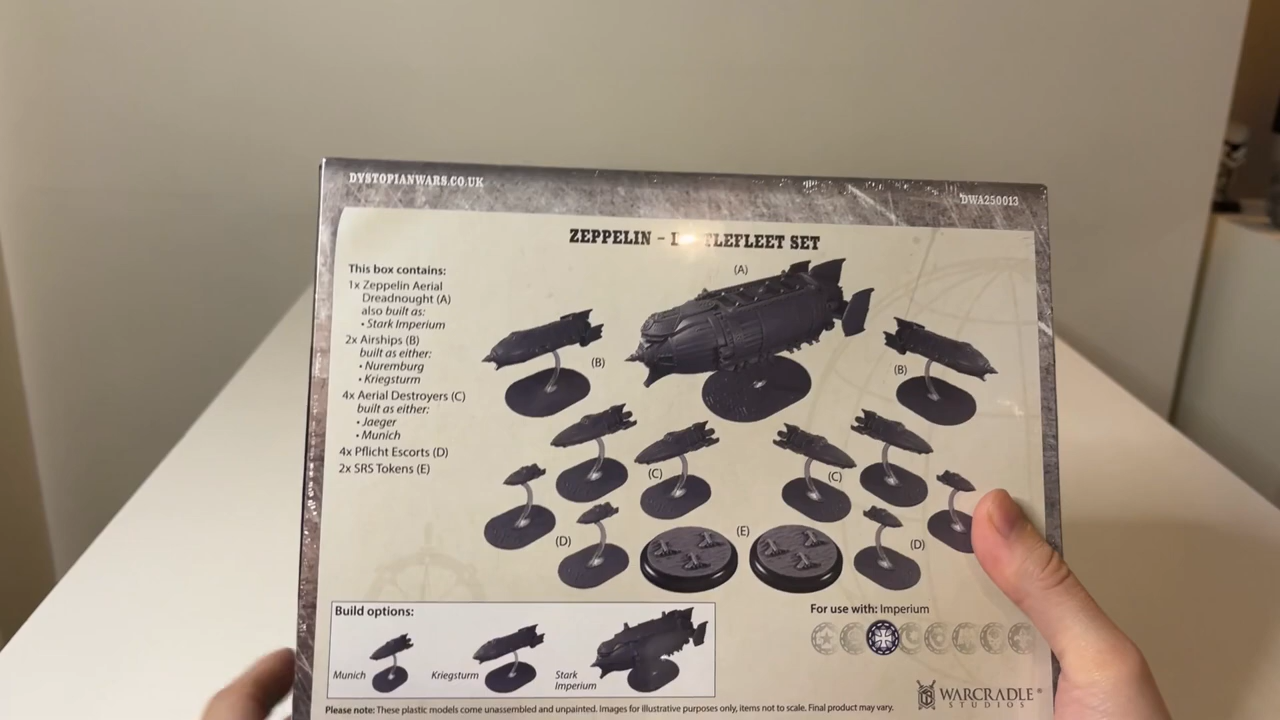 DYSTOPIANWARS.CO.UK
DWA250013
ZEPPELIN – TLEFLEET SET
This box contains:
1x Zeppelin Aerial
Dreadnought (A)
also built as:
• Stark Imperium
2x Airships (B)
built as either:
• Nuremburg
• Kriegsturm
4x Aerial Destroyers (C)
built as either:
• Jaeger
• Munich
4x Pflicht Escorts (D)
2x SRS Tokens (E)
(A)
(B)
(B)
(C)
(C)
(D)
(E)
(D)
Build options:
Munich
Kriegsturm
Stark
Imperium
For use with: Imperium
WARCRADLE®
STUDIOS
Please note: These plastic models come unassembled and unpainted. Images for illustrative purposes only, items not to scale. Final product may vary.